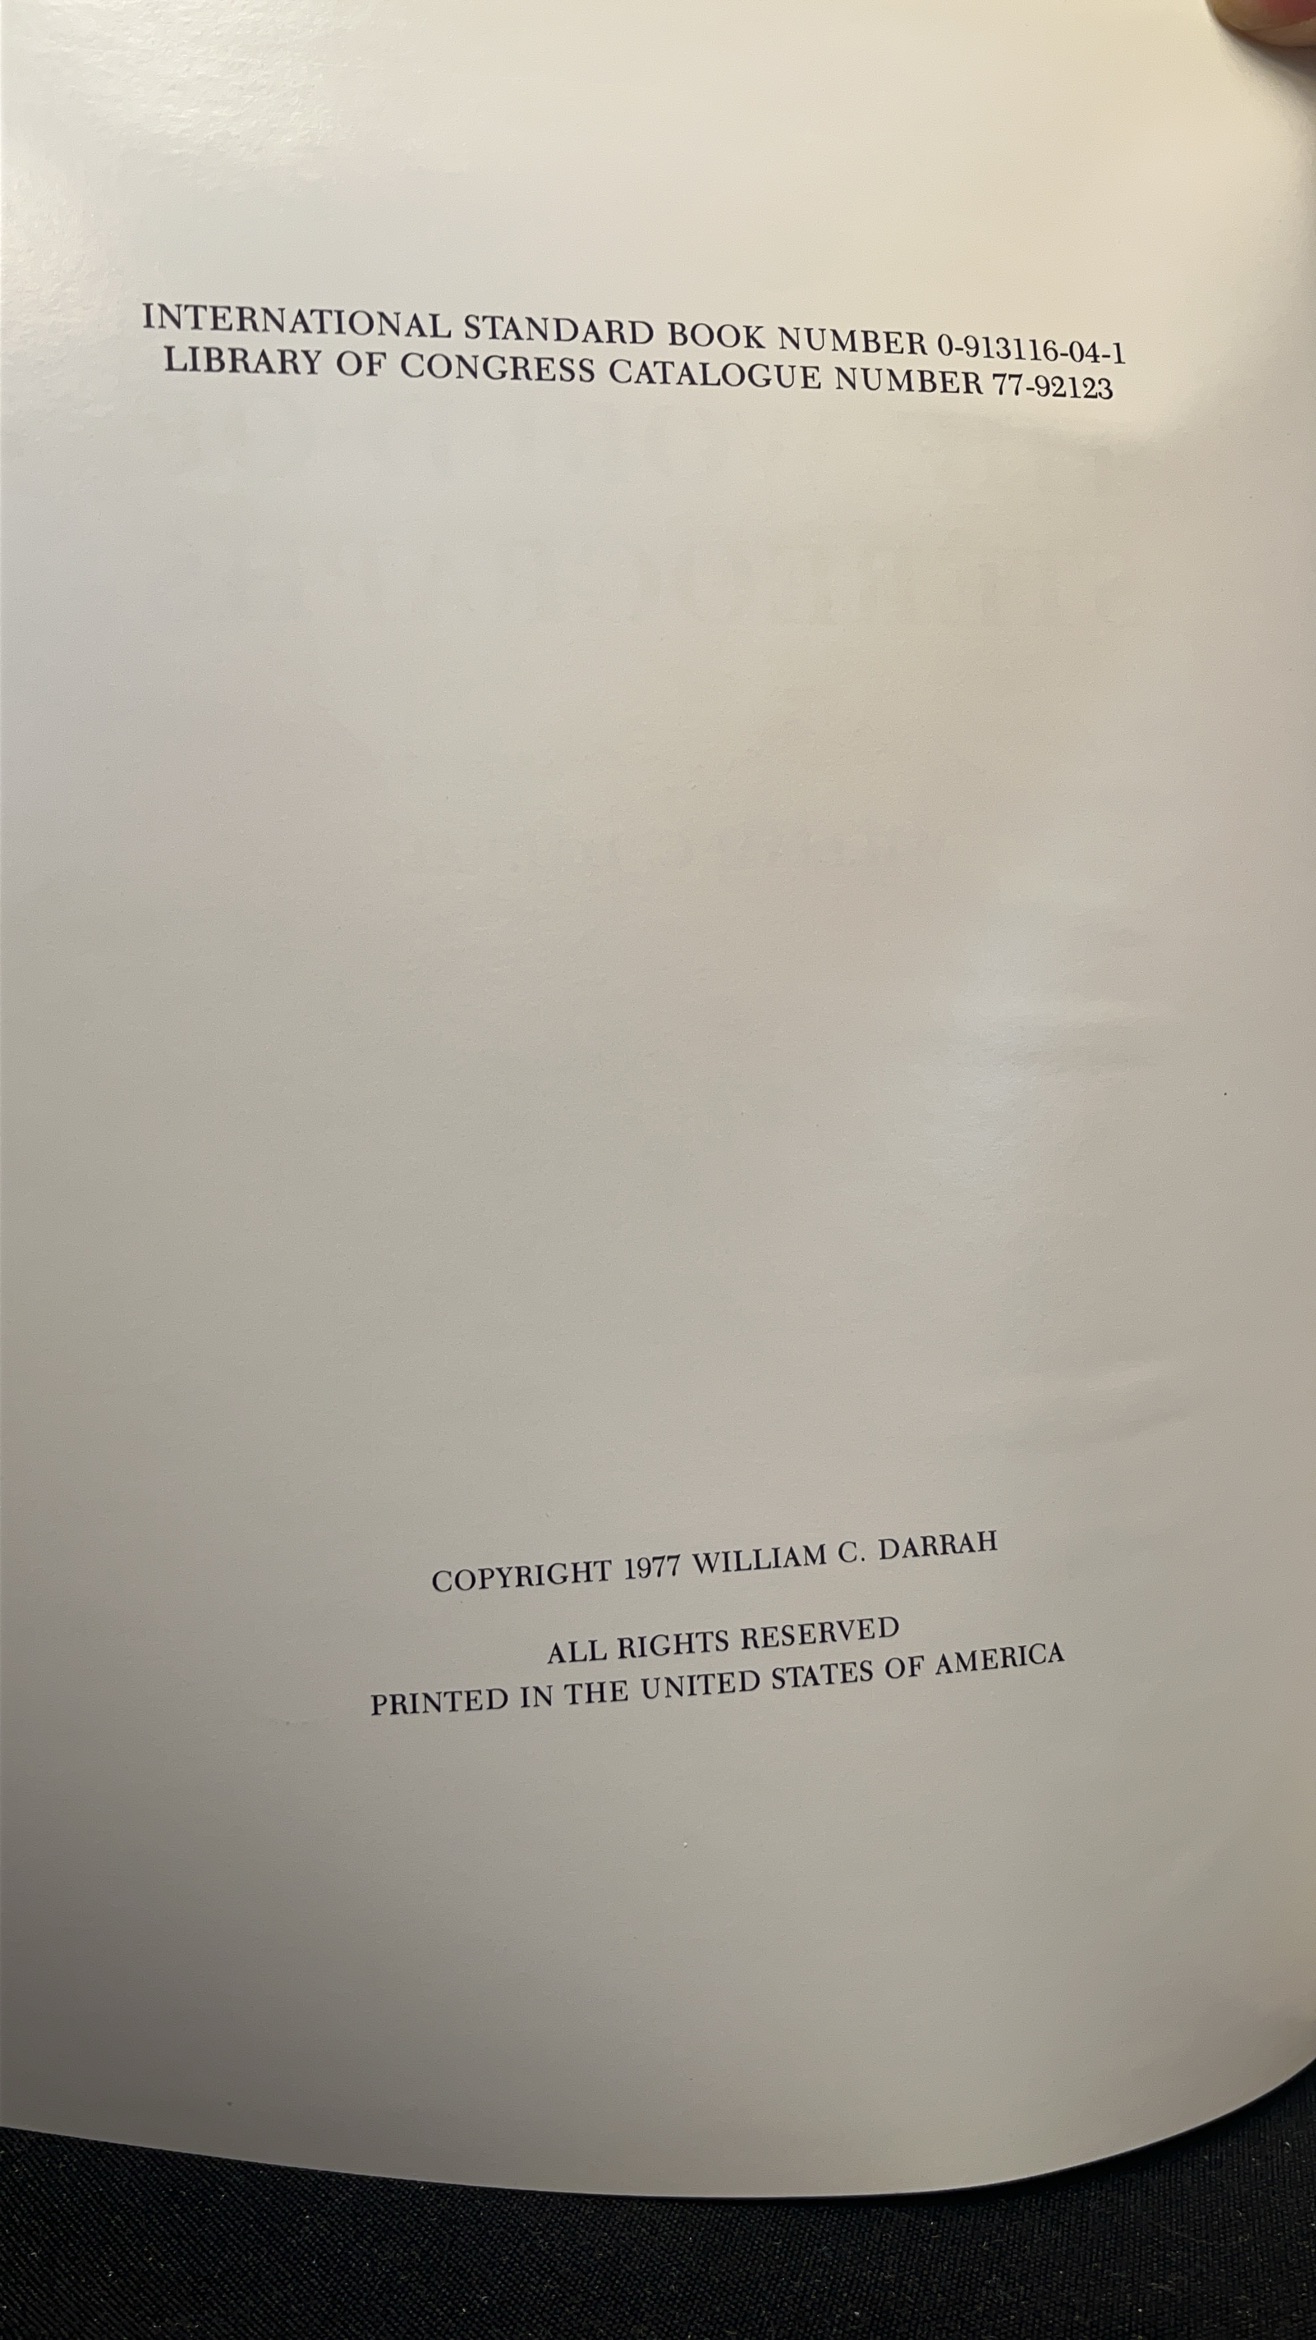 INTERNATIONAL STANDARD BOOK NUMBER 0-913116-04-1
LIBRARY OF CONGRESS CATALOGUE NUMBER 77-92123
COPYRIGHT 1977 WILLIAM C. DARRAH
ALL RIGHTS RESERVED
PRINTED IN THE UNITED STATES OF AMERICA